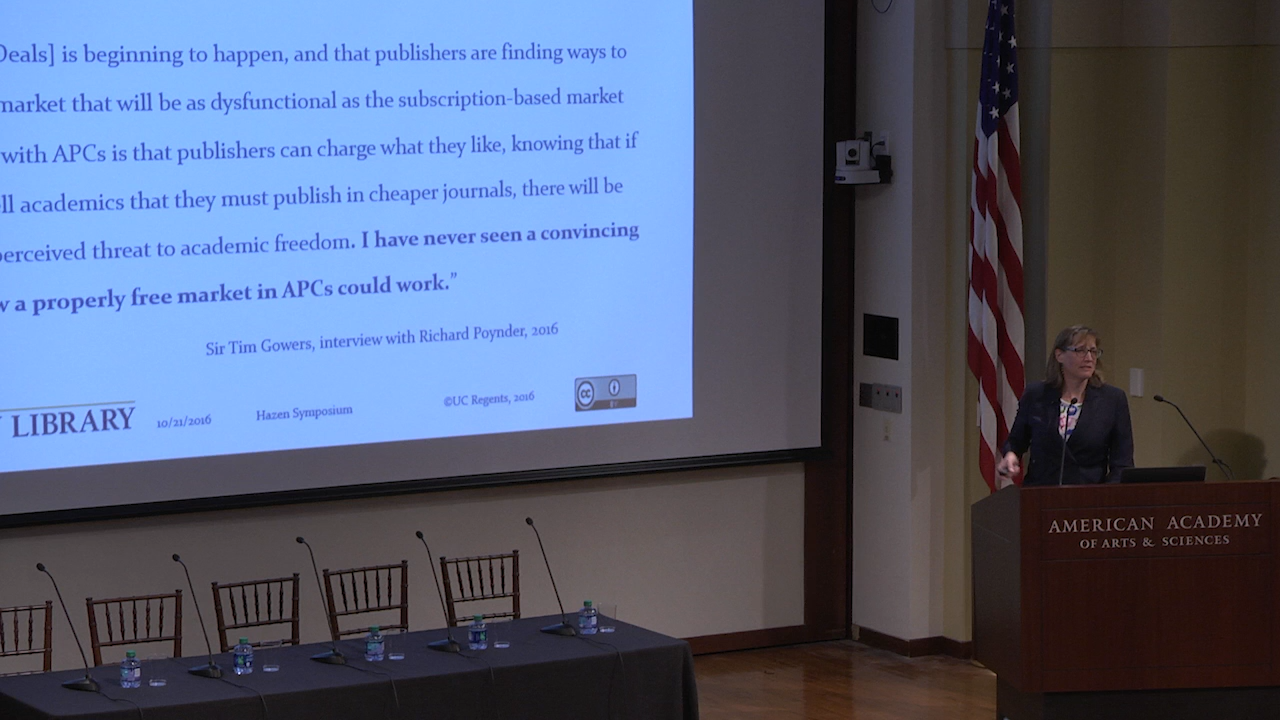 Deals] is beginning to happen, and that publishers are finding ways to
market that will be as dysfunctional as the subscription-based market
with APCs is that publishers can charge what they like, knowing that if
ll academics that they must publish in cheaper journals, there will be
perceived threat to academic freedom. I have never seen a convincing
w a properly free market in APCs could work.”
Sir Tim Gowers, interview with Richard Poynder, 2016
LIBRARY 10/21/2016 Hazen Symposium ©UC Regents, 2016 cc BY
AMERICAN ACADEMY
OF ARTS & SCIENCES